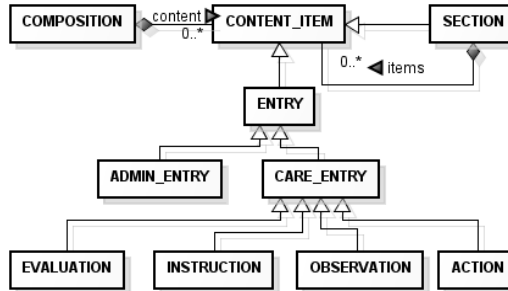 COMPOSITION
content
0..*
CONTENT_ITEM
SECTION
0..*
items
ENTRY
ADMIN_ENTRY
CARE_ENTRY
EVALUATION
INSTRUCTION
OBSERVATION
ACTION